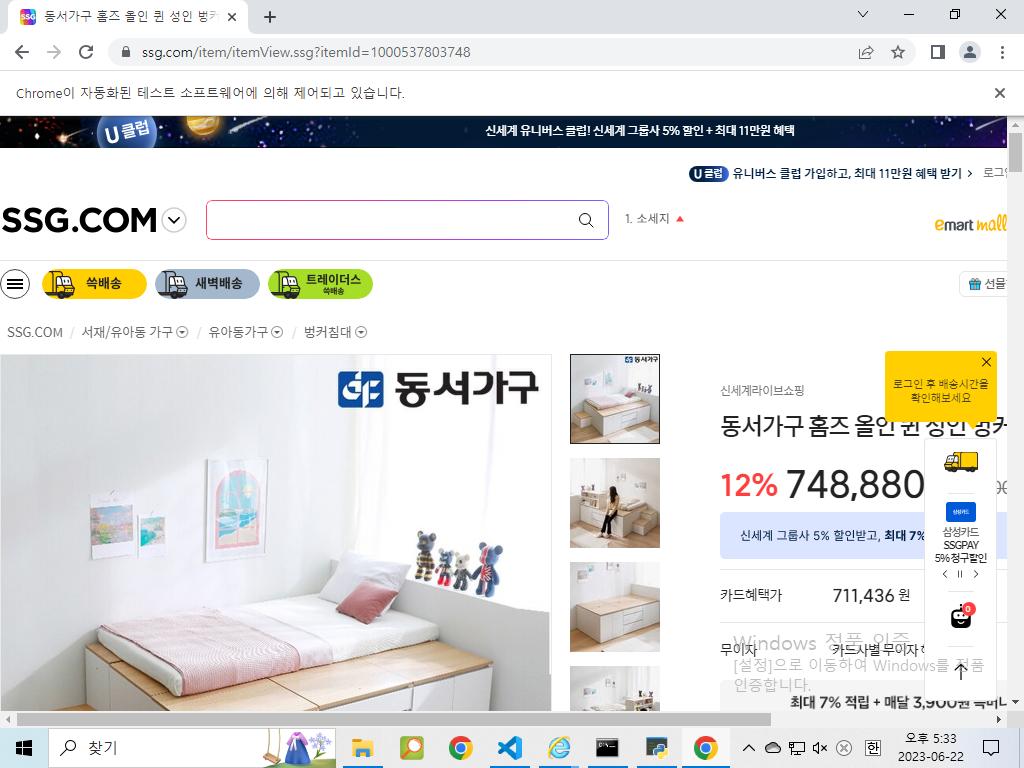 동서가구 홈즈 올인 퀸 성인 벙커
ssg.com/item/itemView.ssg?itemId=1000537803748
Chrome이 자동화된 테스트 소프트웨어에 의해 제어되고 있습니다.
U 클럽
신세계 유니버스 클럽! 신세계 그룹사 5% 할인 + 최대 11만원 혜택
U 클럽 유니버스 클럽 가입하고, 최대 11만원 혜택 받기
SSG.COM
1. 소세지
emart mall
쓱배송
새벽배송
트레이더스
쓱배송
선물
SSG.COM / 서재/유아동 가구 / 유아동가구 / 벙커침대
동서가구
동서가구
로그인 후 배송시간을
확인해보세요
신세계라이브쇼핑
동서가구 홈즈 올인 퀸 성인 벙커
12% 748,880
신세계 그룹사 5% 할인받고, 최대 7%
삼성카드
삼성카드
SSGPAY
5% 청구할인
카드혜택가 711,436 원
0
무이자 카드사별 무이자
Windows 정품 인증
[설정]으로 이동하여 Windows를 정품
인증합니다.
최대 7% 적립 + 매달 3,900원
찾기
한
오후 5:33
2023-06-22